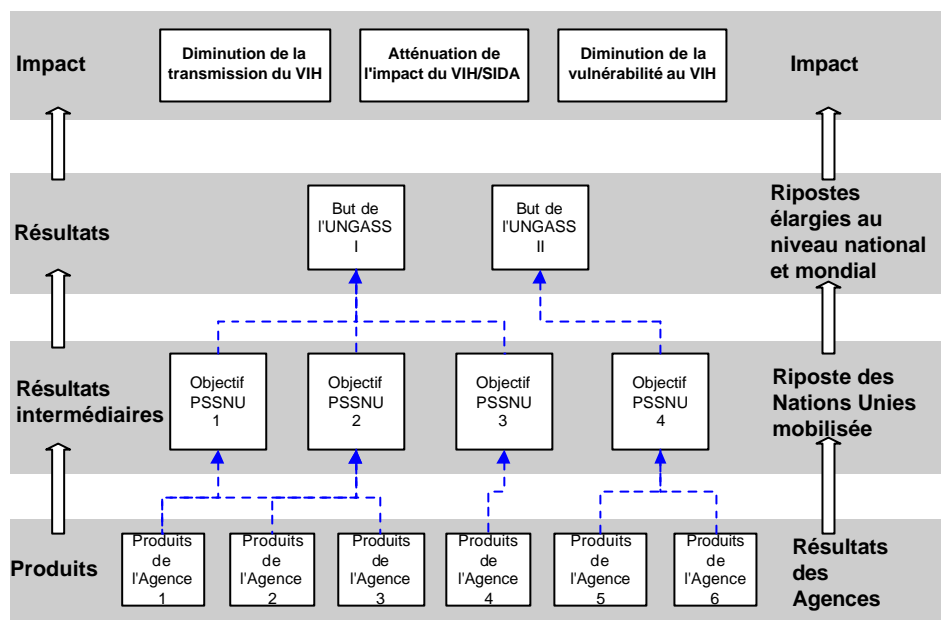 Impact
Diminution de la
transmission du VIH
Atténuation de
l'impact du VIH/SIDA
Diminution de la
vulnérabilité au VIH
Impact
Résultats
But de
l'UNGASS
I
But de
l'UNGASS
II
Ripostes
élargies au
niveau national
et mondial
Résultats
intermédiaires
Objectif
PSSNU
1
Objectif
PSSNU
2
Objectif
PSSNU
3
Objectif
PSSNU
4
Riposte des
Nations Unies
mobilisée
Produits
Produits
de
l'Agence
1
Produits
de
l'Agence
2
Produits
de
l'Agence
3
Produits
de
l'Agence
4
Produits
de
l'Agence
5
Produits
de
l'Agence
6
Résultats
des
Agences